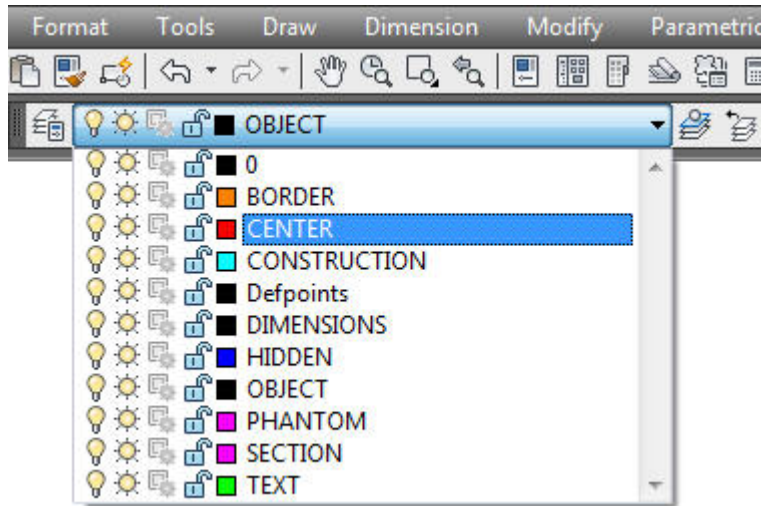 Format Tools Draw Dimension Modify Parametric
OBJECT
0
BORDER
CENTER
CONSTRUCTION
Defpoints
DIMENSIONS
HIDDEN
OBJECT
PHANTOM
SECTION
TEXT